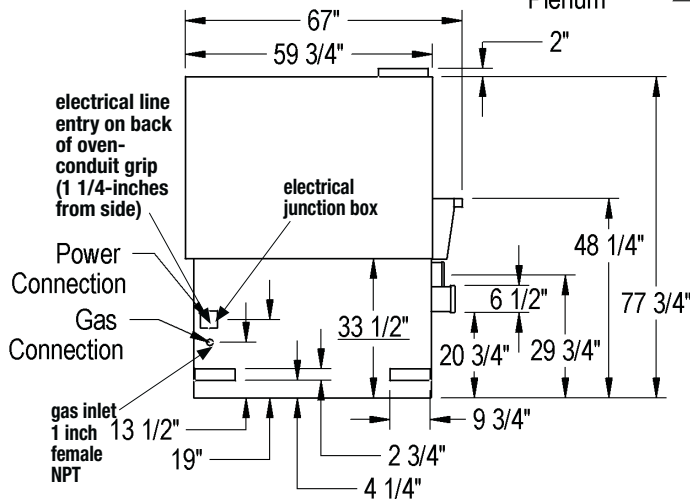 67"
Plenum
59 3/4"
2"
electrical line
entry on back
of oven-
conduit grip
(1 1/4-inches
from side)
electrical
junction box
48 1/4"
Power
Connection
77 3/4"
6 1/2"
Gas
Connection
33 1/2"
20 3/4"
29 3/4"
gas inlet
1 inch
female
NPT
13 1/2"
9 3/4"
19"
2 3/4"
4 1/4"